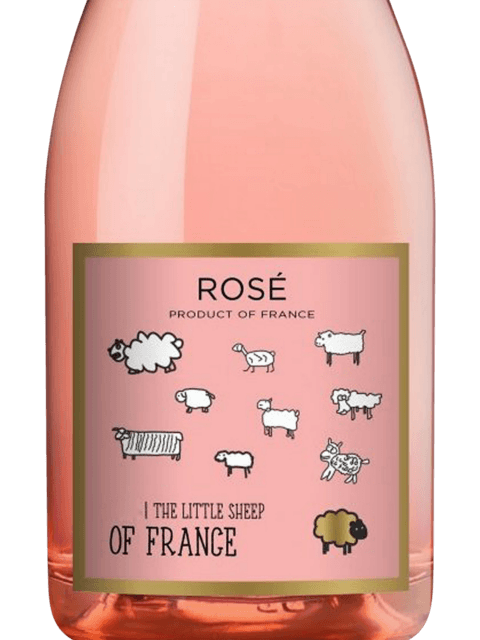 ROSÉ
PRODUCT OF FRANCE
| THE LITTLE SHEEP
OF FRANCE